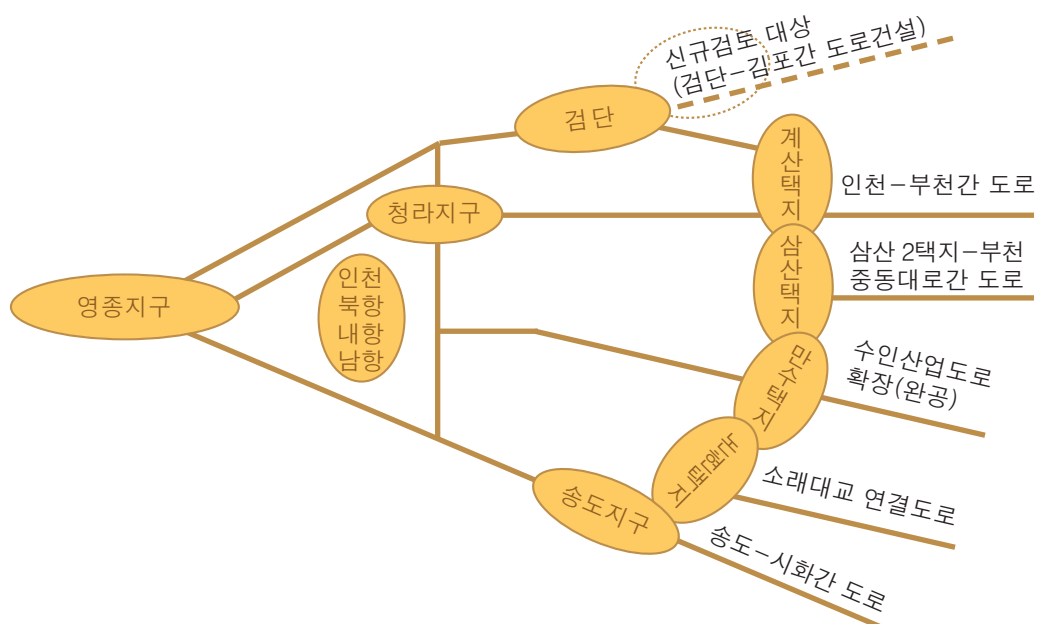 신규검토 대상
(검단-김포간 도로건설)
검단
계산택지
인천-부천간 도로
청라지구
삼산택지
삼산 2택지-부천
중동대로간 도로
영종지구
인천
북항
내항
남항
만수택지
수인산업도로
확장(완공)
논현택지
소래대교 연결도로
송도지구
송도-시화간 도로